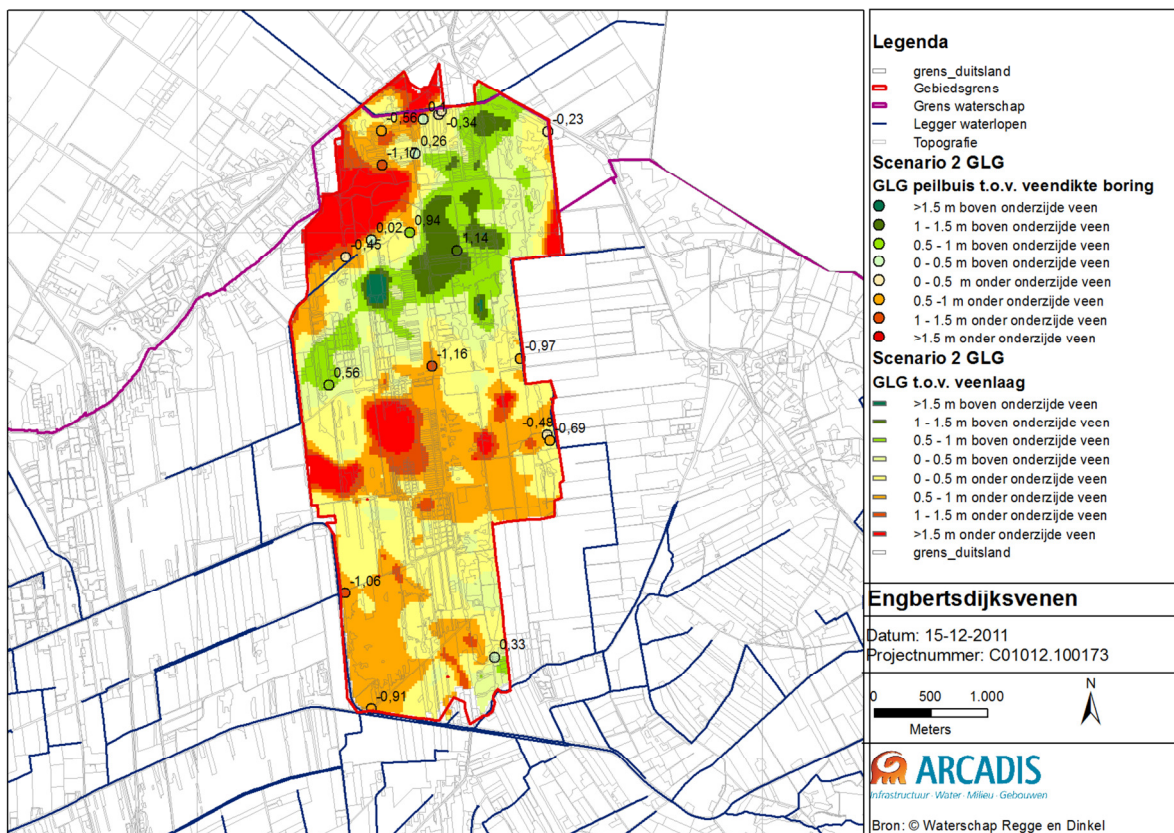 0,4
-0,56
-0,34
-0,23
0,26
-1,17
0,94
0,02
1,14
-0,45
-0,97
-1,16
0,56
-0,48
-0,69
-1,06
0,33
-0,91
Legenda
grens_duitsland
Gebiedsgrens
Grens waterschap
Legger waterlopen
Topografie
Scenario 2 GLG
GLG peilbuis t.o.v. veendikte boring
>1.5 m boven onderzijde veen
1 - 1.5 m boven onderzijde veen
0.5 - 1 m boven onderzijde veen
0 - 0.5 m boven onderzijde veen
0 - 0.5 m onder onderzijde veen
0.5 -1 m onder onderzijde veen
1 - 1.5 m onder onderzijde veen
>1.5 m onder onderzijde veen
Scenario 2 GLG
GLG t.o.v. veenlaag
>1.5 m boven onderzijde veen
1 - 1.5 m boven onderzijde veen
0.5 - 1 m boven onderzijde veen
0 - 0.5 m boven onderzijde veen
0 - 0.5 m onder onderzijde veen
0.5 - 1 m onder onderzijde veen
1 - 1.5 m onder onderzijde veen
>1.5 m onder onderzijde veen
grens_duitsland
Engbertsdijksvenen
Datum: 15-12-2011
Projectnummer: C01012.100173
0 500 1.000
N
Meters
ARCADIS
Infrastructuur · Water · Milieu · Gebouwen
Bron: © Waterschap Regge en Dinkel